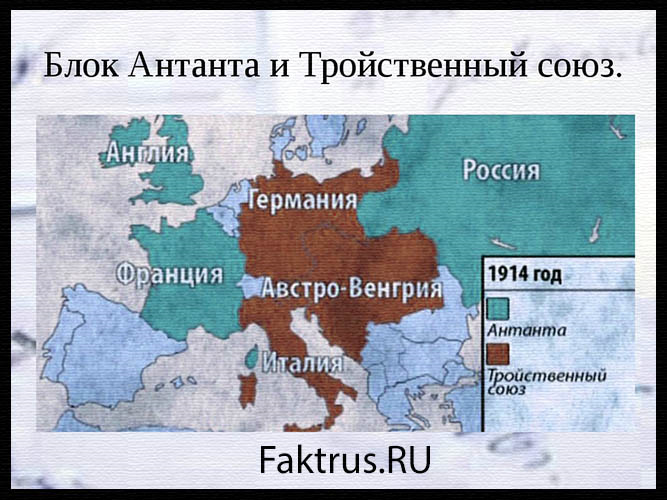 Блок Антанта и Тройственный союз.
Англия
Россия
Германия
Франция
Австро-Венгрия
Италия
1914 год
Антанта
Тройственный
союз
Faktrus.RU